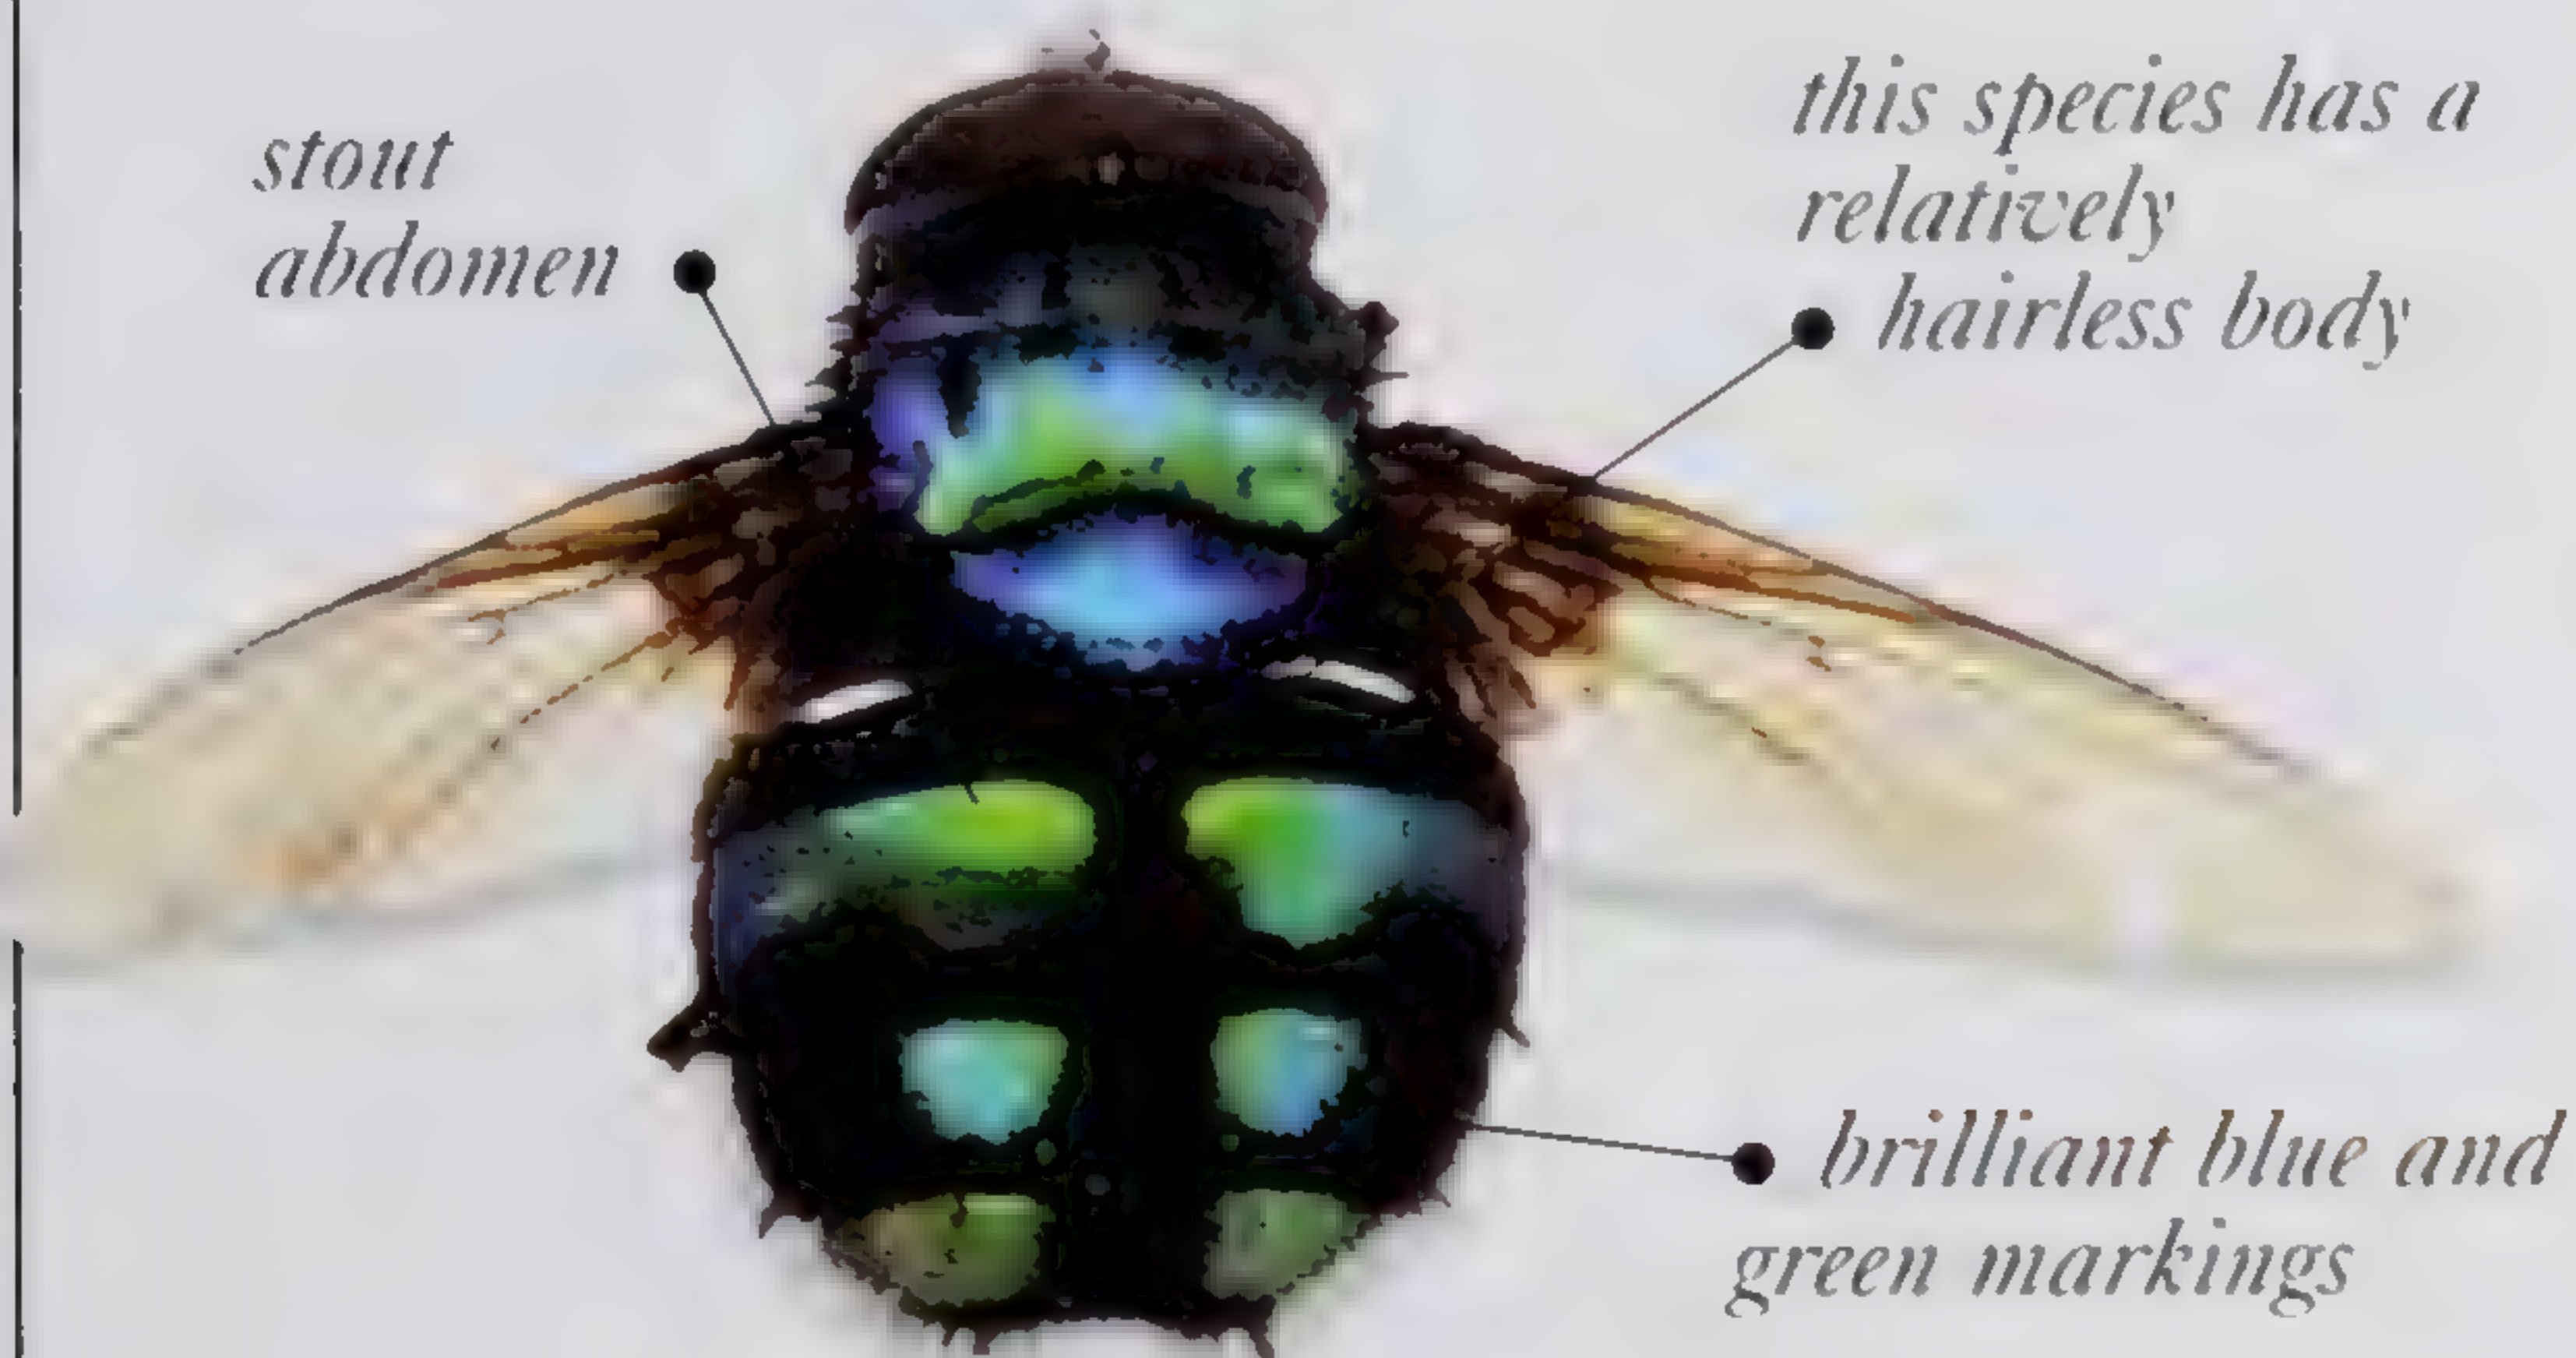 stout
abdomen
this species has a
relatively
hairless body
brilliant blue and
green markings